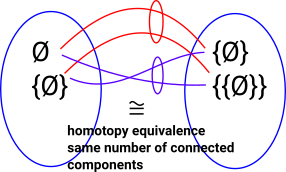 Ø {Ø}
{Ø} {{Ø}}
≅
homotopy equivalence
same number of connected
components